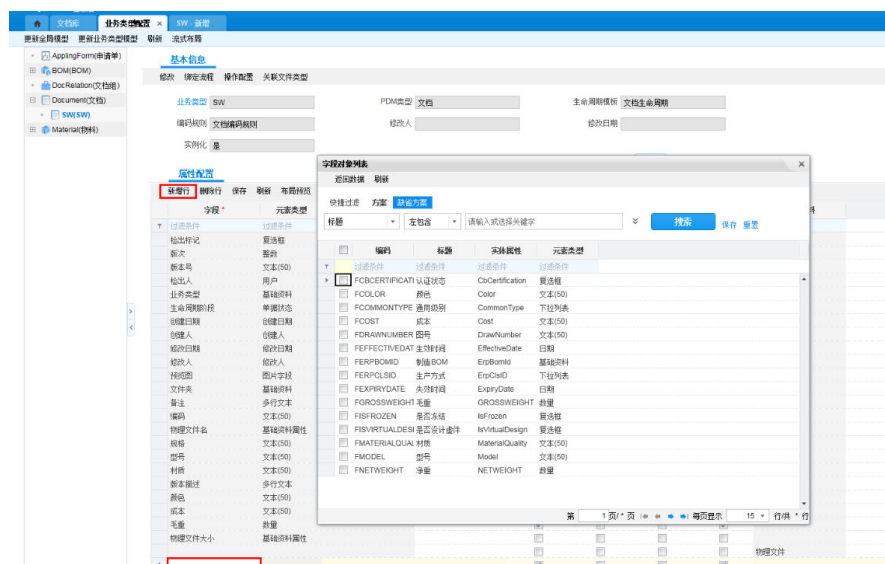 文档库 业务类型配置 × SW - 新增
更新全局模型 更新业务类型模型 刷新 流式布局
ApplingForm(申请单)
BOM(BOM)
DocRelation(文档组)
Document(文档)
SW(SW)
Material(物料)
基本信息
修改 绑定流程 操作配置 关联文件类型
业务类型 SW PDM类型 文档 生命周期模板 文档生命周期
编码规则 文档编码规则 修改人 修改日期
实例化 是
属性配置
新增行 删除行 保存 刷新 布局预览
字段 * 元素类型
过滤条件 过滤条件
检出标记 复选框
版次 整数
版本号 文本(50)
检出人 用户
业务类型 基础资料
生命周期阶段 单据状态
创建日期 创建日期
创建人 创建人
修改日期 修改日期
修改人 修改人
预览图 图片字段
文件夹 基础资料
备注 多行文本
编码 文本(50)
物理文件名 基础资料属性
规格 文本(50)
型号 文本(50)
材质 文本(50)
版本描述 多行文本
颜色 文本(50)
成本 文本(50)
毛重 数量
物理文件大小 基础资料属性
物理文件
字段对象列表 ×
返回数据 刷新
快捷过滤 方案: 缺省方案
标题 左包含 请输入或选择关键字 搜索 保存 重置
编码 标题 实体属性 元素类型
过滤条件 过滤条件 过滤条件 过滤条件
FCBCERTIFICATI 认证状态 CbCertification 复选框
FCOLOR 颜色 Color 文本(50)
FCOMMONTYPE 通用级别 CommonType 下拉列表
FCOST 成本 Cost 文本(50)
FDRAWNUMBER 图号 DrawNumber 文本(50)
FEFFECTIVEDAT 生效时间 EffectiveDate 日期
FERPBOMID 制造BOM ErpBomId 基础资料
FERPCLSID 生产方式 ErpClsID 下拉列表
FEXPIRYDATE 失效时间 ExpiryDate 日期
FGROSSWEIGHT 毛重 GROSSWEIGHT 数量
FISFROZEN 是否冻结 IsFrozen 复选框
FISVIRTUALDESI 是否设计虚件 IsVirtualDesign 复选框
FMATERIALQUAL 材质 MaterialQuality 文本(50)
FMODEL 型号 Model 文本(50)
FNETWEIGHT 净重 NETWEIGHT 数量
第 1 页/* 页 每页显示 15 行/共 * 行